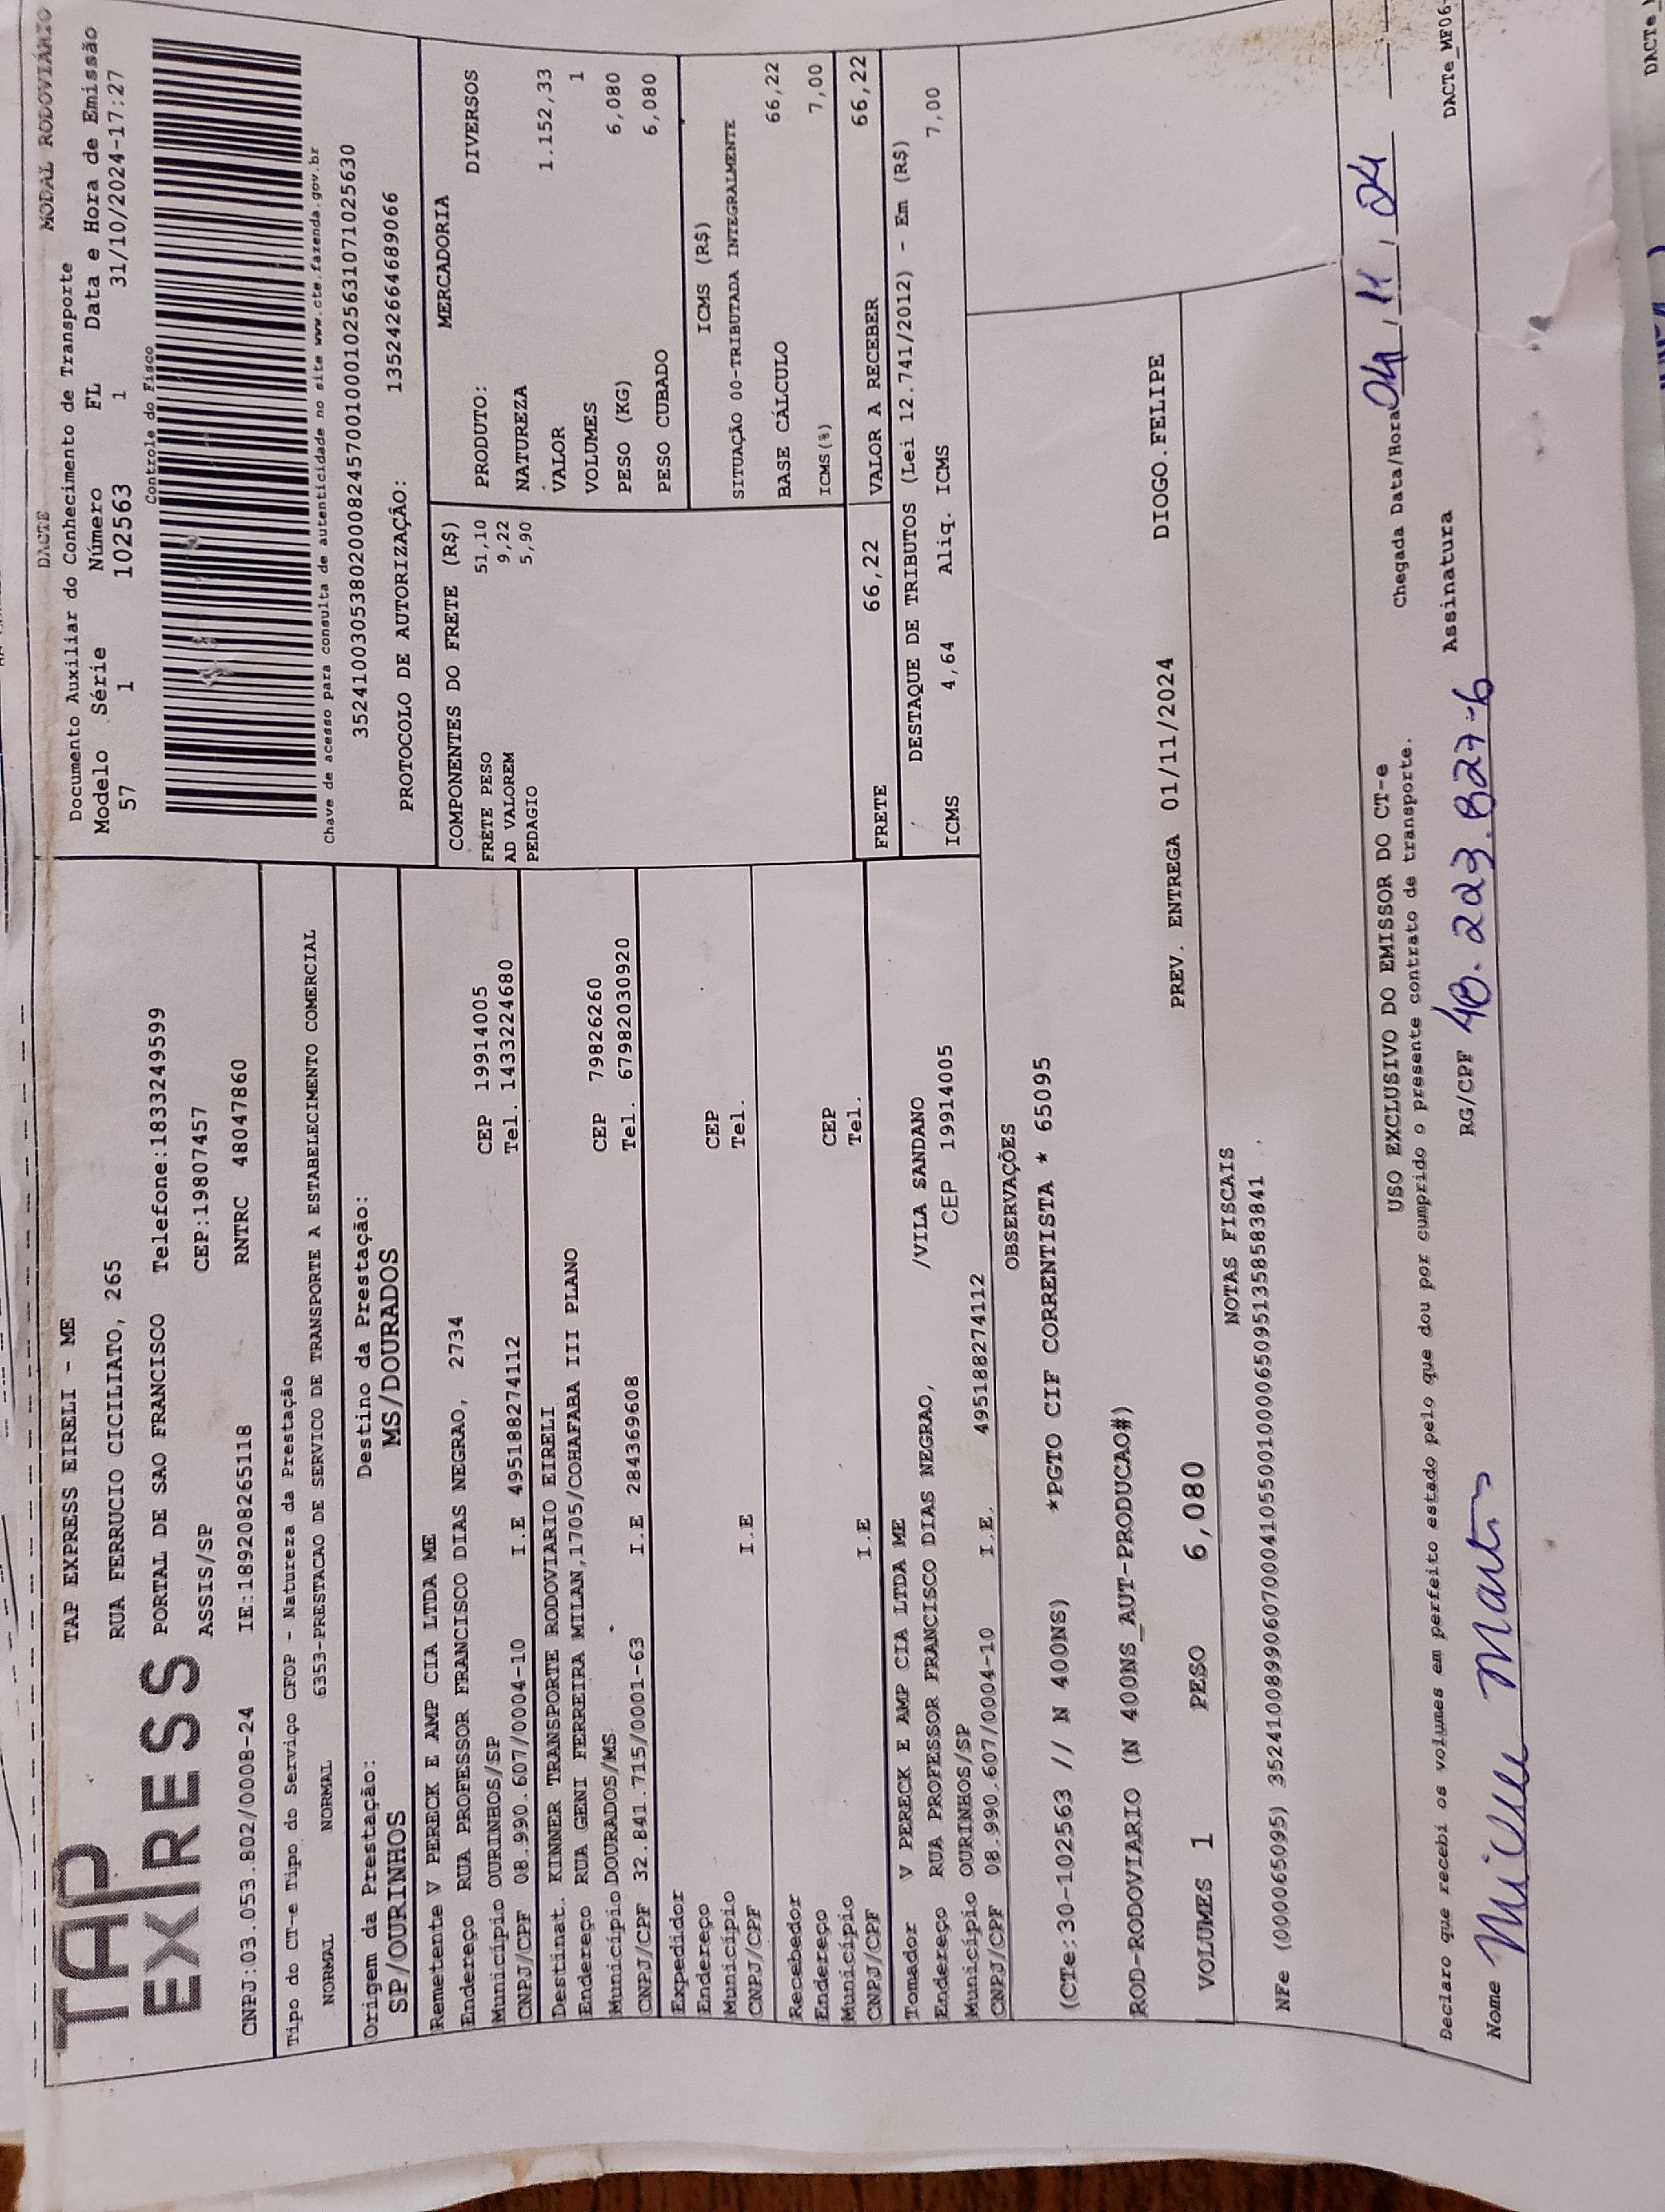 TAP
EXPRESS
TAP EXPRESS EIRELI - ME
RUA FERRUCIO CICILIATO, 265
PORTAL DE SAO FRANCISCO Telefone:1833249599
ASSIS/SP CEP:19807457
CNPJ:03.053.802/0008-24 IE:189208265118 RNTRC 48047860
DACTE MODAL RODOVIÁRIO
Documento Auxiliar do Conhecimento de Transporte
Modelo Série Número FL Data e Hora de Emissão
57 1 102563 1 31/10/2024-17:27
Controle do Fisco
Chave de acesso para consulta de autenticidade no site www.cte.fazenda.gov.br
35241003053802000824570010001025631071025630
PROTOCOLO DE AUTORIZAÇÃO: 135242664689066
Tipo do CT-e Tipo do Serviço CFOP - Natureza da Prestação
NORMAL NORMAL 6353-PRESTACAO DE SERVICO DE TRANSPORTE A ESTABELECIMENTO COMERCIAL
Origem da Prestação: Destino da Prestação:
SP/OURINHOS MS/DOURADOS
Remetente V PERECK E AMP CIA LTDA ME
Endereço RUA PROFESSOR FRANCISCO DIAS NEGRAO, 2734
Município OURINHOS/SP CEP 19914005
CNPJ/CPF 08.990.607/0004-10 I.E 495188274112 Tel. 1433224680
Destinat. KINNER TRANSPORTE RODOVIARIO EIRELI
Endereço RUA GENI FERREIRA MILAN,1705/COHAFABA III PLANO
Município DOURADOS/MS CEP 79826260
CNPJ/CPF 32.841.715/0001-63 I.E 284369608 Tel. 67982030920
Expedidor
Endereço
Município CEP
CNPJ/CPF I.E Tel.
Recebedor
Endereço
Município CEP
CNPJ/CPF I.E Tel.
Tomador V PERECK E AMP CIA LTDA ME
Endereço RUA PROFESSOR FRANCISCO DIAS NEGRAO, /VILA SANDANO
Município OURINHOS/SP CEP 19914005
CNPJ/CPF 08.990.607/0004-10 I.E. 495188274112
COMPONENTES DO FRETE (R$)
FRETE PESO 51,10
AD VALOREM 9,22
PEDAGIO 5,90
MERCADORIA
PRODUTO: DIVERSOS
NATUREZA
VALOR 1.152,33
VOLUMES 1
PESO (KG) 6,080
PESO CUBADO 6,080
ICMS (R$)
SITUAÇÃO 00-TRIBUTADA INTEGRALMENTE
BASE CÁLCULO 66,22
ICMS(%) 7,00
FRETE 66,22 VALOR A RECEBER 66,22
DESTAQUE DE TRIBUTOS (Lei 12.741/2012) - Em (R$)
ICMS 4,64 Aliq. ICMS 7,00
OBSERVAÇÕES
(CTe:30-102563 // N 400NS) *PGTO CIF CORRENTISTA * 65095
ROD-RODOVIARIO (N 400NS_AUT-PRODUCAO#)
PREV. ENTREGA 01/11/2024 DIOGO.FELIPE
VOLUMES 1 PESO 6,080
NOTAS FISCAIS
NFe (000065095) 35241008990607000410550010000650951358583841
USO EXCLUSIVO DO EMISSOR DO CT-e
Declaro que recebi os volumes em perfeito estado pelo que dou por cumprido o presente contrato de transporte.
Chegada Data/Hora 04, 11, 24
Nome RG/CPF 48.223.827-6 Assinatura
DACTe_MF06-
DACTe_